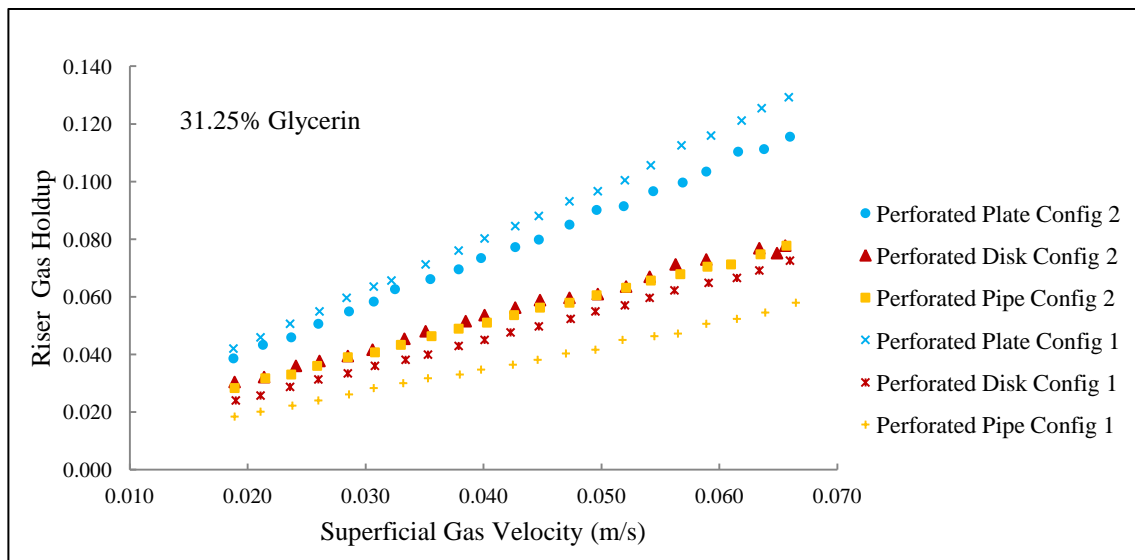 0.140
0.120
0.100
0.080
0.060
0.040
0.020
0.000
Riser Gas Holdup
31.25% Glycerin
0.010 0.020 0.030 0.040 0.050 0.060 0.070
Superficial Gas Velocity (m/s)
Perforated Plate Config 2
Perforated Disk Config 2
Perforated Pipe Config 2
Perforated Plate Config 1
Perforated Disk Config 1
Perforated Pipe Config 1